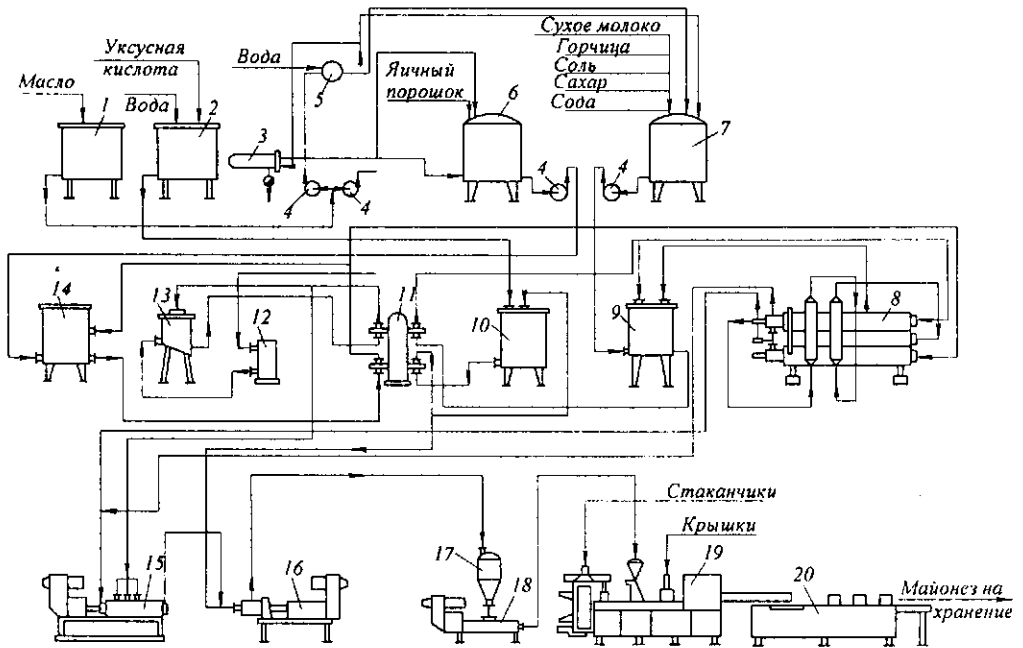 Уксусная
кислота
Масло
Вода
1
2
Вода
5
3
4
4
Яичный
порошок
6
4
4
Сухое молоко
Горчица
Соль
Сахар
Сода
7
14
13
12
11
10
9
8
15
16
17
18
Стаканчики
Крышки
19
20
Майонез на
хранение